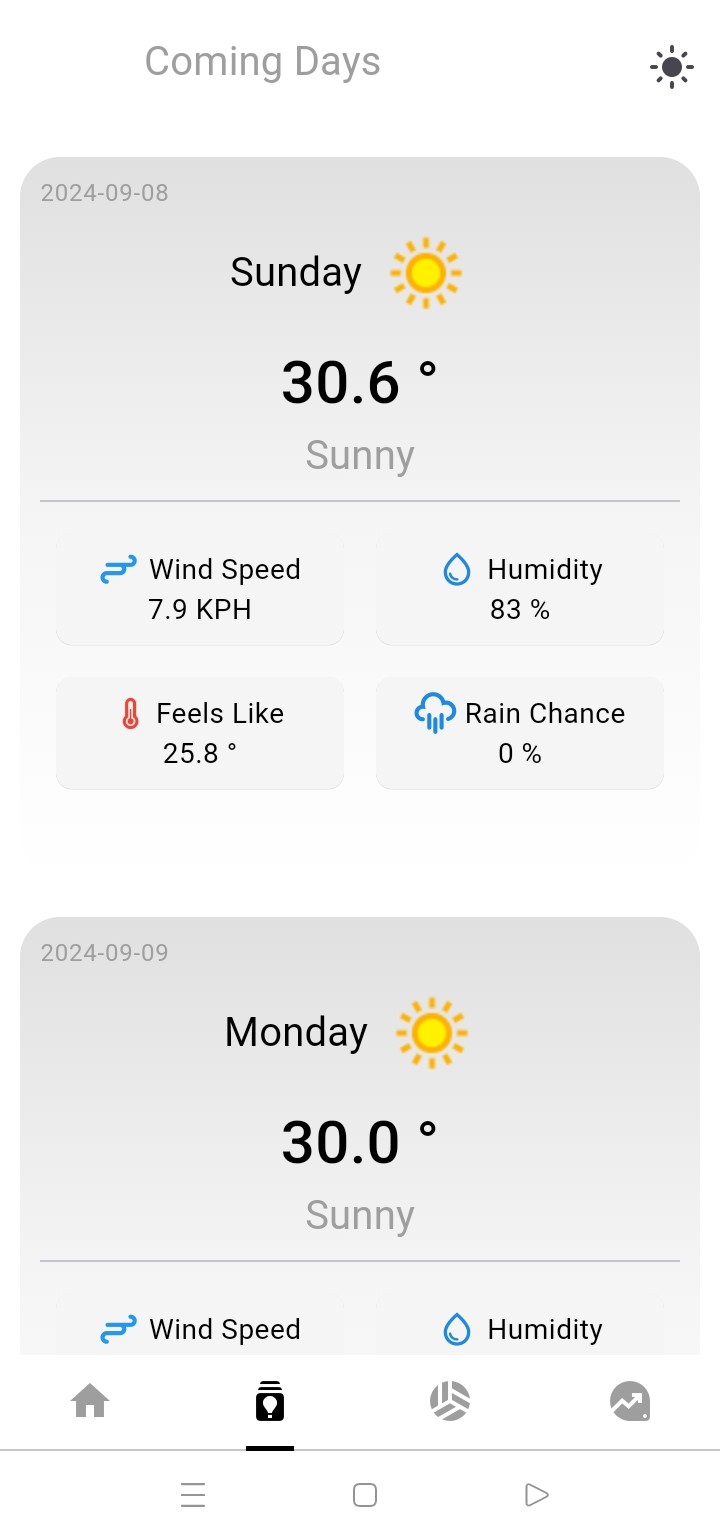 Coming Days
2024-09-08
Sunday
30.6 °
Sunny
Wind Speed
7.9 KPH
Humidity
83 %
Feels Like
25.8 °
Rain Chance
0 %
2024-09-09
Monday
30.0 °
Sunny
Wind Speed
Humidity